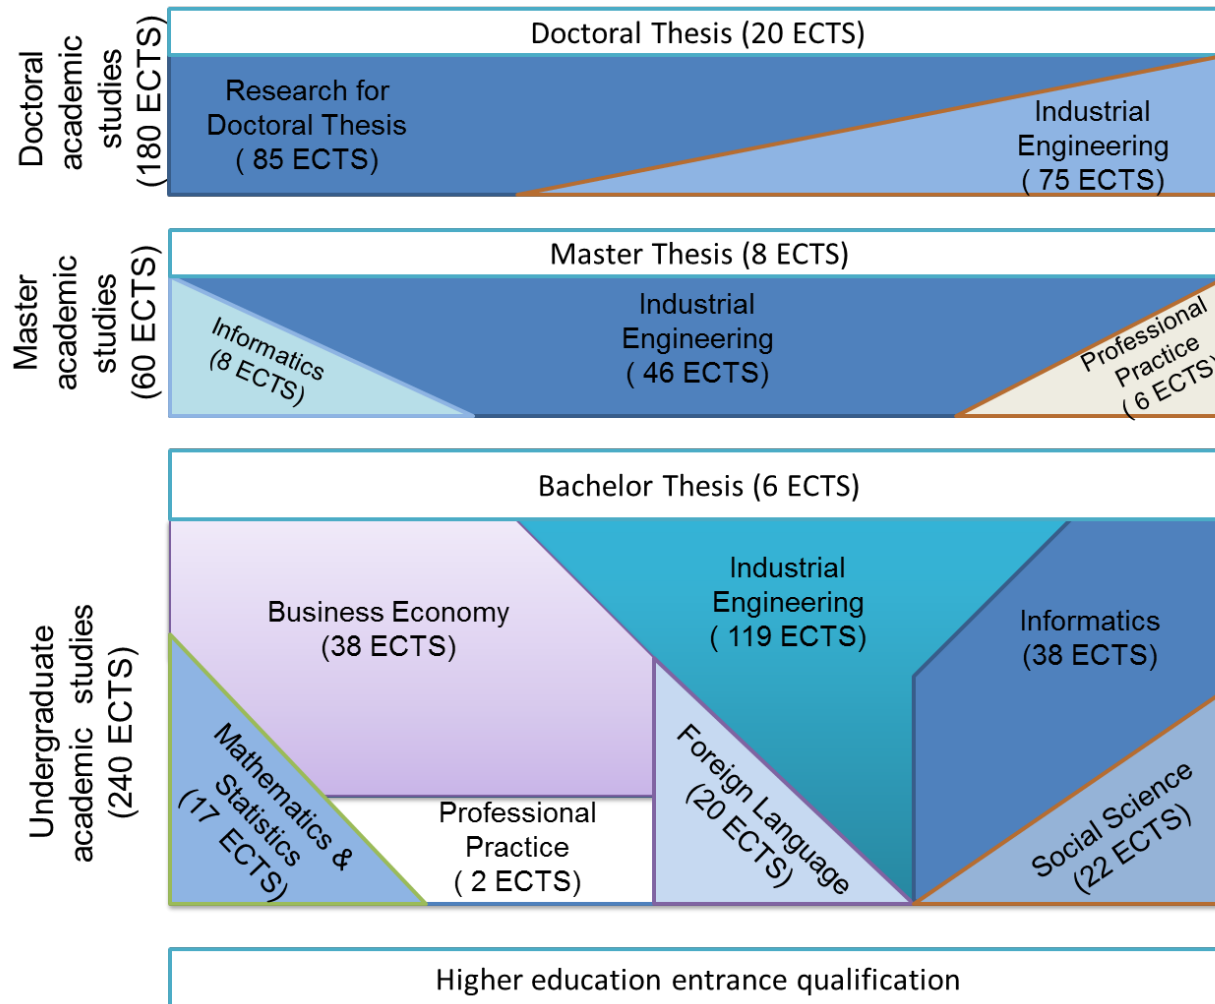 Doctoral
academic
studies
(180 ECTS)
Doctoral Thesis (20 ECTS)
Research for
Doctoral Thesis
( 85 ECTS)
Industrial
Engineering
( 75 ECTS)
Master
academic
studies
(60 ECTS)
Master Thesis (8 ECTS)
Informatics
(8 ECTS)
Industrial
Engineering
( 46 ECTS)
Professional
Practice
( 6 ECTS)
Undergraduate
academic studies
(240 ECTS)
Bachelor Thesis (6 ECTS)
Business Economy
(38 ECTS)
Industrial
Engineering
( 119 ECTS)
Informatics
(38 ECTS)
Mathematics &
Statistics
(17 ECTS)
Professional
Practice
( 2 ECTS)
Foreign Language
(20 ECTS)
Social Science
(22 ECTS)
Higher education entrance qualification